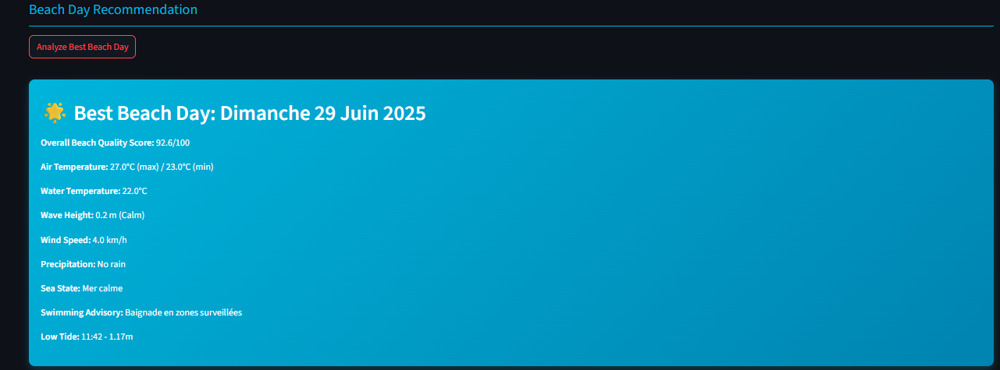 Beach Day Recommendation
Analyze Best Beach Day
Best Beach Day: Dimanche 29 Juin 2025
Overall Beach Quality Score: 92.6/100
Air Temperature: 27.0°C (max) / 23.0°C (min)
Water Temperature: 22.0°C
Wave Height: 0.2 m (Calm)
Wind Speed: 4.0 km/h
Precipitation: No rain
Sea State: Mer calme
Swimming Advisory: Baignade en zones surveillées
Low Tide: 11:42 - 1.17m